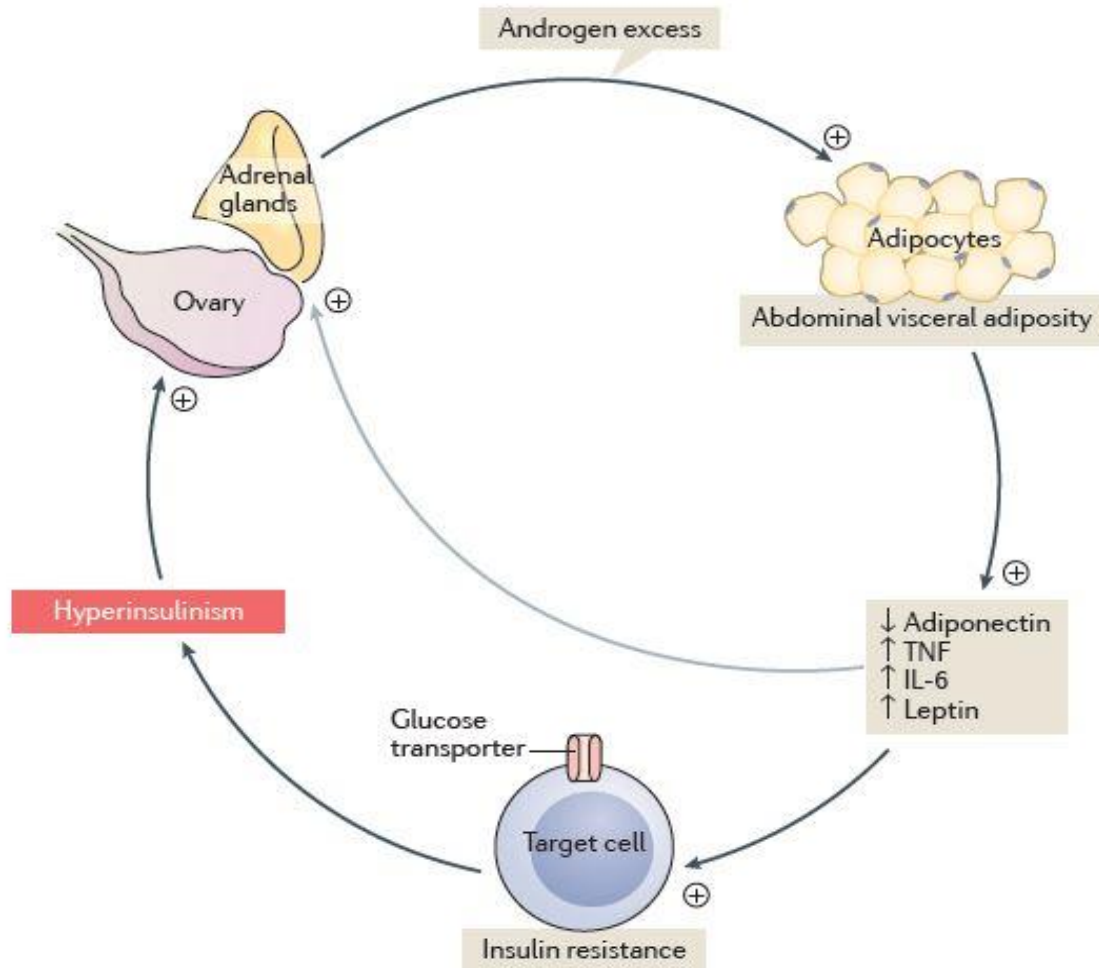 Androgen excess
⊕
Adrenal
glands
Adipocytes
Ovary
⊕
Abdominal visceral adiposity
⊕
⊕
Hyperinsulinism
↓ Adiponectin
↑ TNF
↑ IL-6
↑ Leptin
Glucose
transporter
Target cell
⊕
Insulin resistance